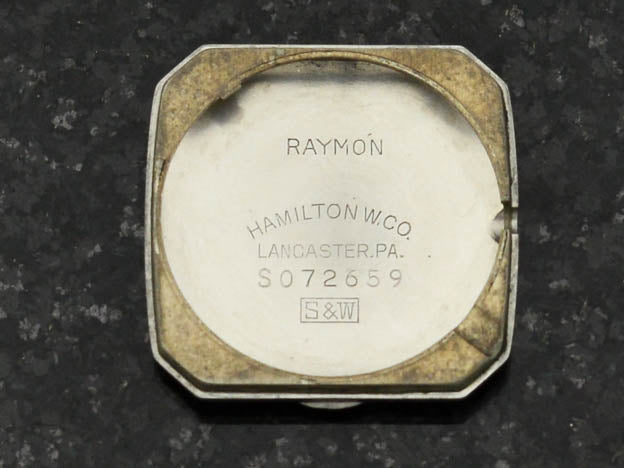 RAYMON
HAMILTON W.CO.
LANCASTER.PA.
S072659
S&W